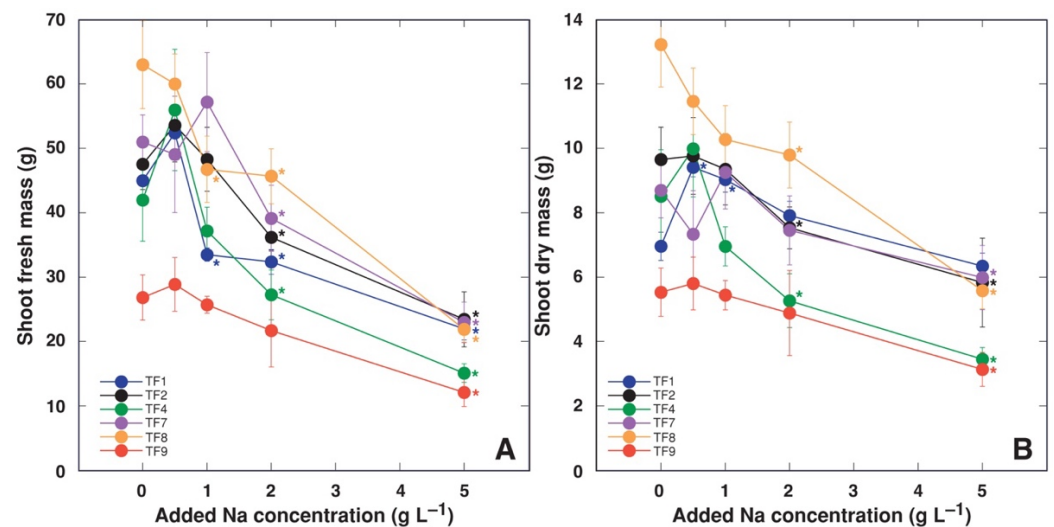 70
60
50
40
30
20
10
0
Shoot fresh mass (g)
TF1
TF2
TF4
TF7
TF8
TF9
A
0 1 2 3 4 5
Added Na concentration (g L–1)
14
12
10
8
6
4
2
0
Shoot dry mass (g)
TF1
TF2
TF4
TF7
TF8
TF9
B
0 1 2 3 4 5
Added Na concentration (g L–1)